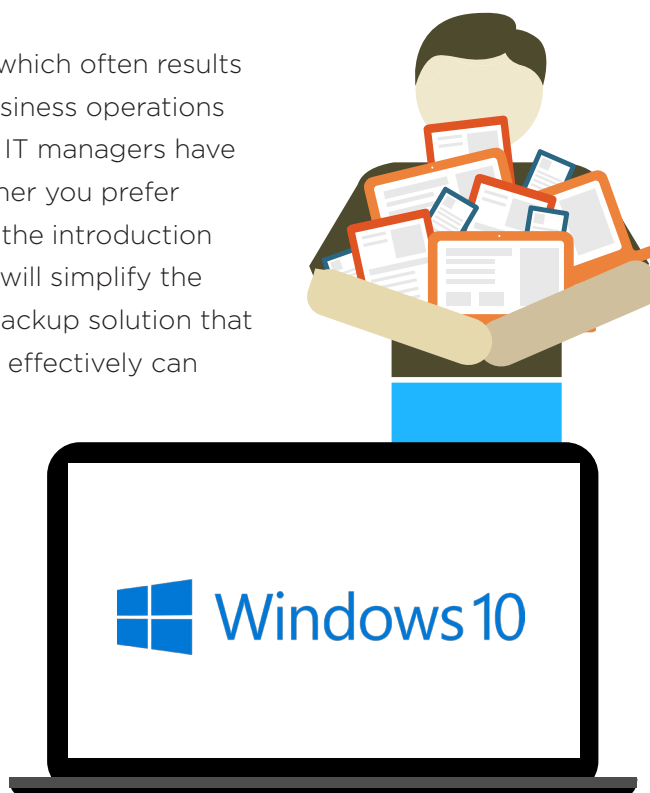 which often results
siness operations
IT managers have
her you prefer
the introduction
will simplify the
ackup solution that
effectively can
Windows 10